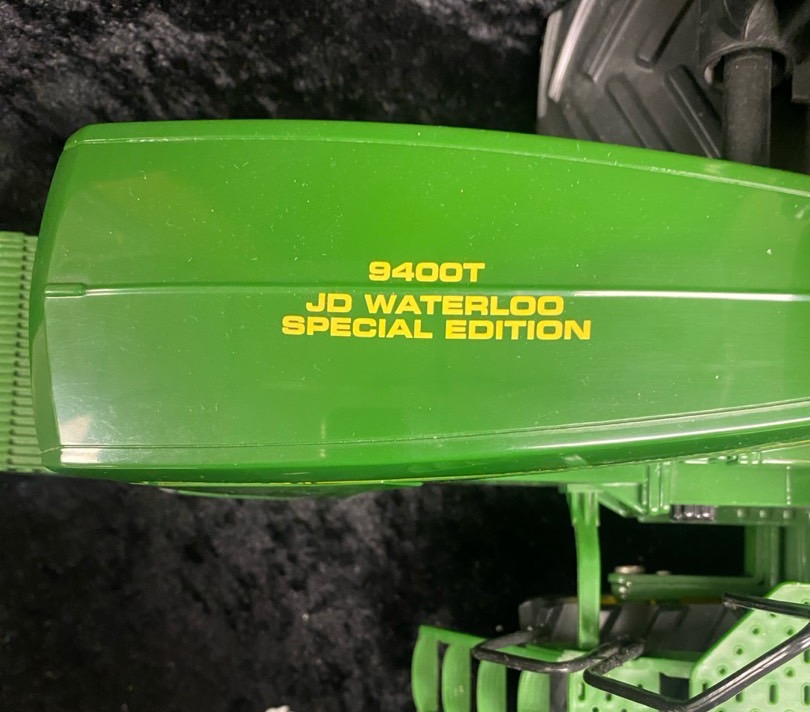 9400T
JD WATERLOO
SPECIAL EDITION